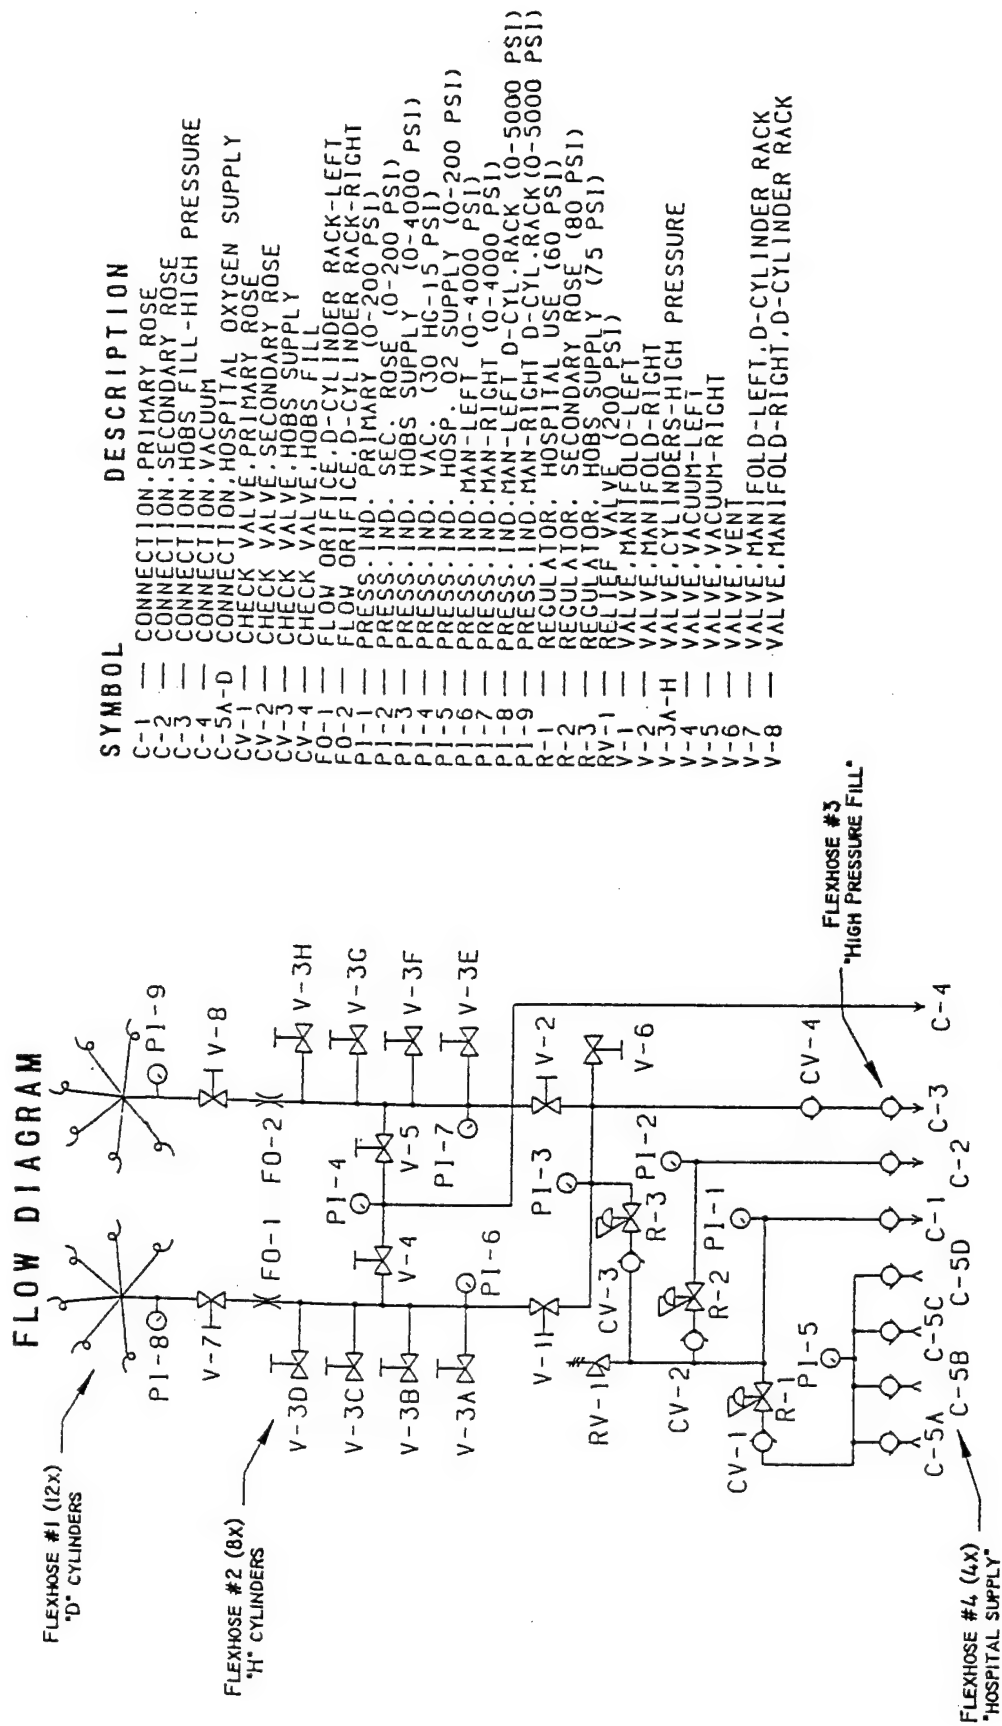 FLOW DIAGRAM
FLEXHOSE #1 (12X)
"D" CYLINDERS
FLEXHOSE #2 (8X)
"H" CYLINDERS
FLEXHOSE #3
"HIGH PRESSURE FILL"
FLEXHOSE #4 (4X)
"HOSPITAL SUPPLY"
PI-8
PI-9
V-7
V-8
FO-1
FO-2
V-3D
V-3C
V-3B
V-3A
V-3H
V-3G
V-3F
V-3E
PI-4
V-4
V-5
PI-6
PI-7
V-1
V-2
V-6
PI-3
RV-1
CV-3
R-3
CV-2
R-2
PI-2
CV-4
CV-1
R-1
PI-1
PI-5
C-5A
C-5B
C-5C
C-5D
C-1
C-2
C-3
C-4
SYMBOL DESCRIPTION
C-1 — CONNECTION,PRIMARY ROSE
C-2 — CONNECTION,SECONDARY ROSE
C-3 — CONNECTION,HOBS FILL-HIGH PRESSURE
C-4 — CONNECTION,VACUUM
C-5A-D — CONNECTION,HOSPITAL OXYGEN SUPPLY
CV-1 — CHECK VALVE,PRIMARY ROSE
CV-2 — CHECK VALVE,SECONDARY ROSE
CV-3 — CHECK VALVE,HOBS SUPPLY
CV-4 — CHECK VALVE,HOBS FILL
FO-1 — FLOW ORIFICE,D-CYLINDER RACK-LEFT
FO-2 — FLOW ORIFICE,D-CYLINDER RACK-RIGHT
PI-1 — PRESS.IND. PRIMARY (0-200 PSI)
PI-2 — PRESS.IND. SEC. ROSE (0-200 PSI)
PI-3 — PRESS.IND. HOBS SUPPLY (0-4000 PSI)
PI-4 — PRESS.IND. VAC. (30 HG-15 PSI)
PI-5 — PRESS.IND. HOSP. O2 SUPPLY (0-200 PSI)
PI-6 — PRESS.IND.MAN-LEFT (0-4000 PSI)
PI-7 — PRESS.IND.MAN-RIGHT (0-4000 PSI)
PI-8 — PRESS.IND.MAN-LEFT D-CYL.RACK (0-5000 PSI)
PI-9 — PRESS.IND.MAN-RIGHT D-CYL.RACK (0-5000 PSI)
R-1 — REGULATOR, HOSPITAL USE (60 PSI)
R-2 — REGULATOR, SECONDARY ROSE (80 PSI)
R-3 — REGULATOR, HOBS SUPPLY (75 PSI)
RV-1 — RELIEF VALVE (200 PSI)
V-1 — VALVE,MANIFOLD-LEFT
V-2 — VALVE,MANIFOLD-RIGHT
V-3A-H — VALVE,CYLINDERS-HIGH PRESSURE
V-4 — VALVE,VACUUM-LEFT
V-5 — VALVE,VACUUM-RIGHT
V-6 — VALVE,VENT
V-7 — VALVE,MANIFOLD-LEFT,D-CYLINDER RACK
V-8 — VALVE,MANIFOLD-RIGHT,D-CYLINDER RACK